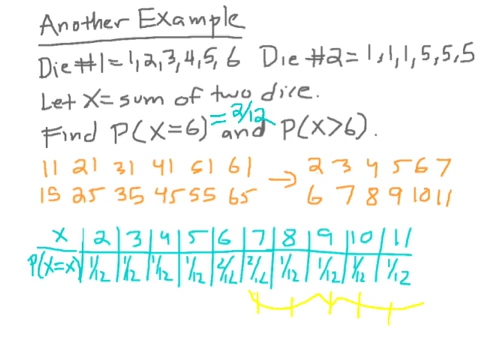 Another Example
Die #1=1,2,3,4,5,6 Die #2=1,1,1,5,5,5
Let X=sum of two dice.
Find P(X=6) =2/12 and P(X>6).
11 21 31 41 51 61 → 2 3 4 5 6 7
15 25 35 45 55 65 6 7 8 9 10 11
X | 2 | 3 | 4 | 5 | 6 | 7 | 8 | 9 | 10 | 11
P(X=x) | 1/12 | 1/12 | 1/12 | 1/12 | 2/12 | 2/12 | 1/12 | 1/12 | 1/12 | 1/12